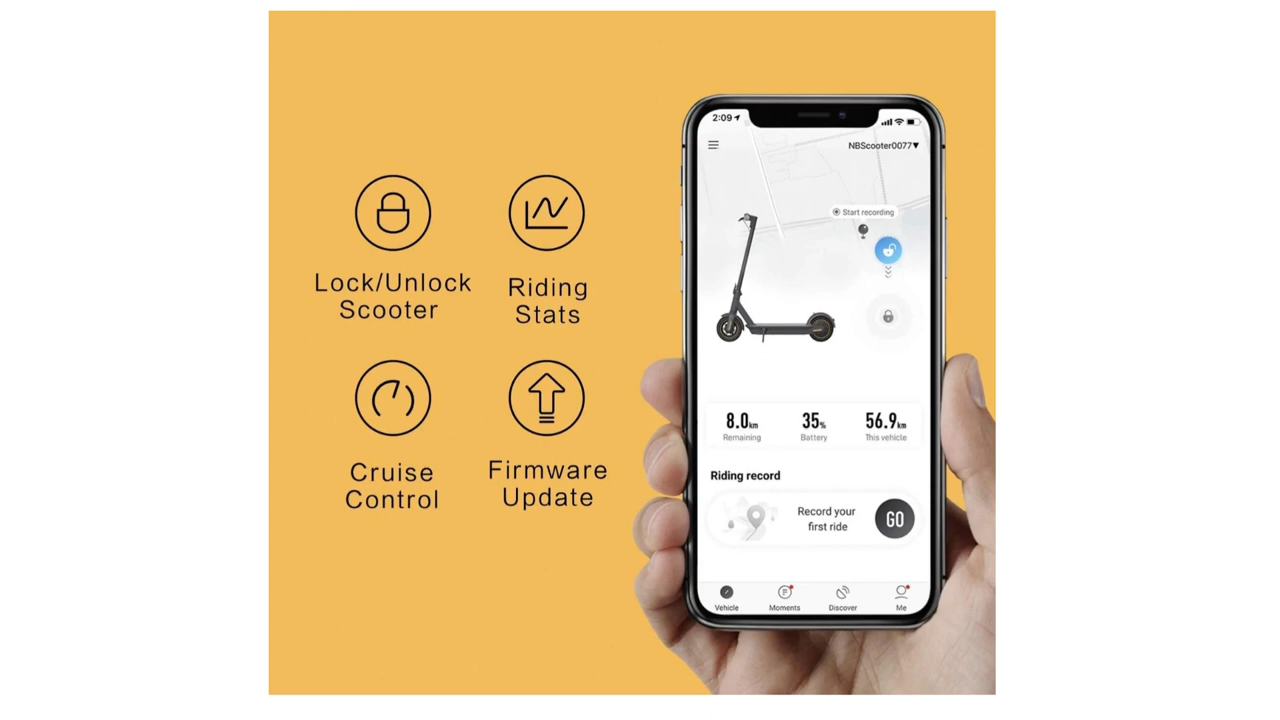 Lock/Unlock
Scooter
Riding
Stats
Cruise
Control
Firmware
Update
2:09
NBScooter0077▼
Start recording
8.0km
Remaining
35%
Battery
56.9km
This vehicle
Riding record
Record your
first ride
GO
Vehicle
Moments
Discover
Me